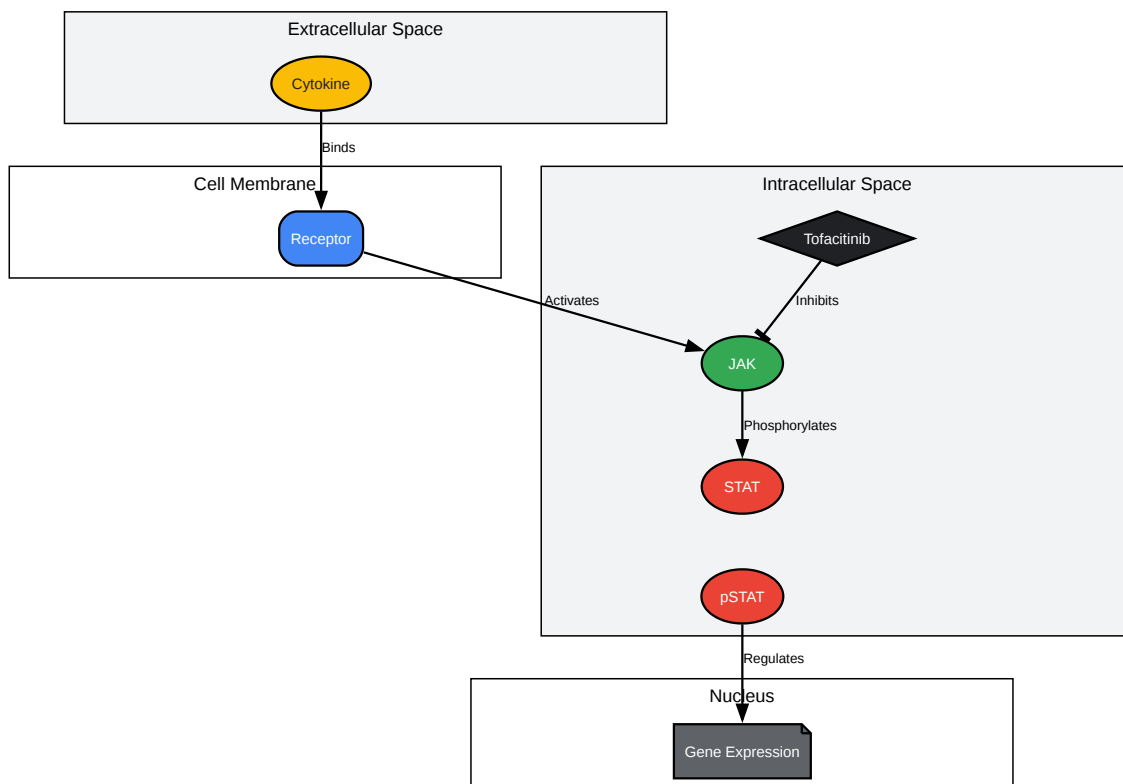 Extracellular Space
Cytokine
Binds
Cell Membrane
Receptor
Intracellular Space
Tofacitinib
Activates
Inhibits
JAK
Phosphorylates
STAT
pSTAT
Regulates
Nucleus
Gene Expression